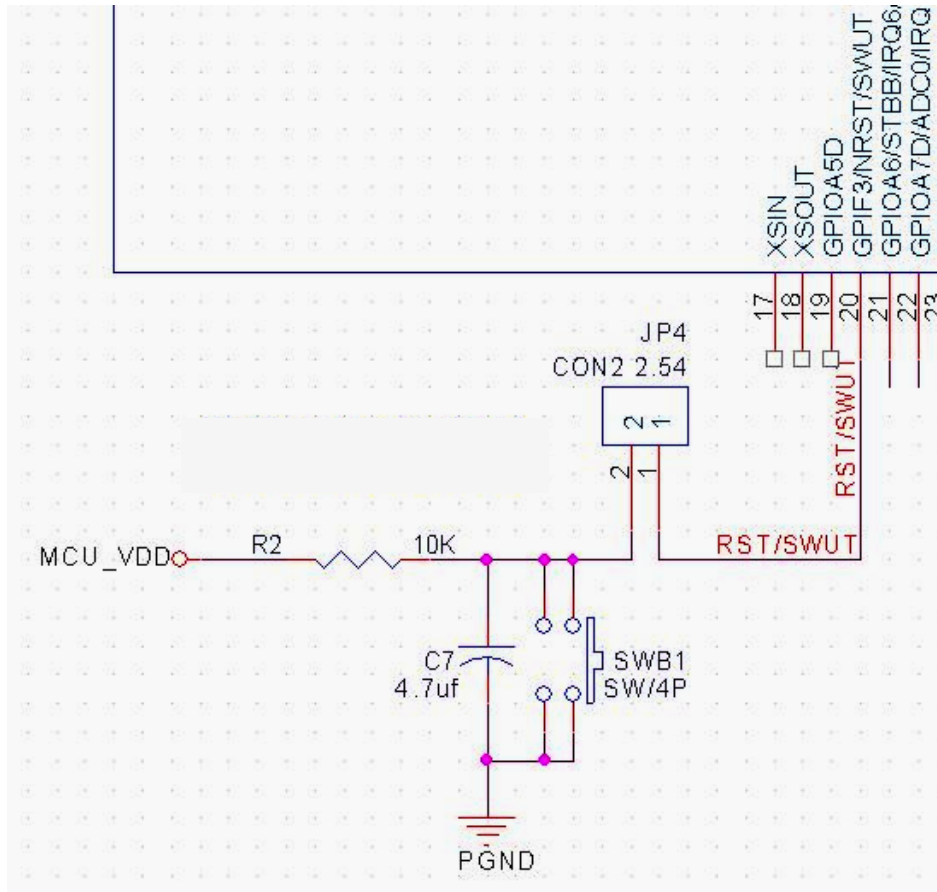 XSIN
XSOUT
GPIOA5D
GPIF3/NRST/SWUT
GPIOA6/STBB/IRQ6/
GPIOA7D/ADC0/IRQ
17
18
19
20
21
22
23
JP4
CON2 2.54
2
1
2
1
RST/SWUT
MCU_VDD
R2
10K
RST/SWUT
C7
4.7uf
SWB1
SW/4P
PGND